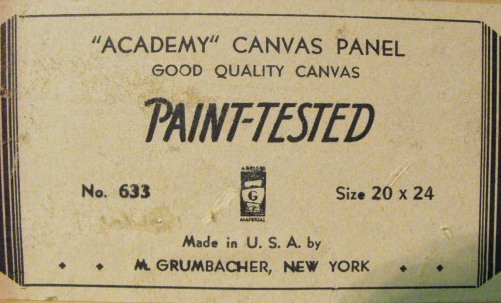 "ACADEMY" CANVAS PANEL
GOOD QUALITY CANVAS
PAINT-TESTED
No. 633
G
MATERIAL
Size 20 x 24
Made in U. S. A. by
M. GRUMBACHER, NEW YORK